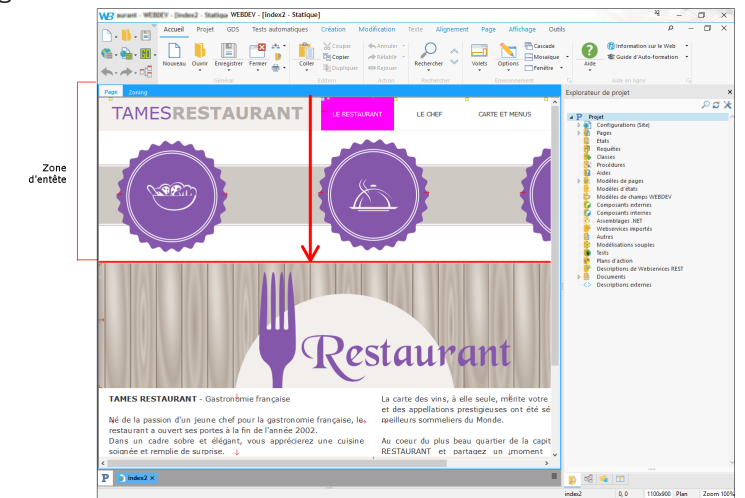 WEBDEV - [index2 - Statique]
Accueil Projet GDS Tests automatiques Création Modification Texte Alignement Page Affichage Outils
Nouveau Ouvrir Enregistrer Fermer
Général
Coller
Couper
Copier
Dupliquer
Edition
Annuler
Rétablir
Rejouer
Action
Rechercher
Rechercher
Volets Options
Cascade
Mosaïque
Fenêtre
Environnement
Aide
Information sur le Web
Guide d'Auto-formation
Aide en ligne
Page Zoning
Zone
d'entête
TAMESRESTAURANT
LE RESTAURANT LE CHEF CARTE ET MENUS
Restaurant
TAMES RESTAURANT - Gastronomie française
Né de la passion d'un jeune chef pour la gastronomie française, le
restaurant a ouvert ses portes à la fin de l'année 2002.
Dans un cadre sobre et élégant, vous apprécierez une cuisine
soignée et remplie de surprise.
La carte des vins, à elle seule, mérite votre
et des appellations prestigieuses ont été sé
meilleurs sommeliers du Monde.
Au coeur du plus beau quartier de la capit
RESTAURANT et partagez un moment
index2 ×
Explorateur de projet
Projet
Configurations (Site)
Pages
Etats
Requêtes
Classes
Procédures
Aides
Modèles de pages
Modèles d'états
Modèles de champs WEBDEV
Composants externes
Composants internes
Assemblages .NET
Webservices importés
Autres
Modélisations souples
Tests
Plans d'action
Descriptions de Webservices REST
Documents
Descriptions externes
index2 0, 0 1100x900 Plan Zoom 100%